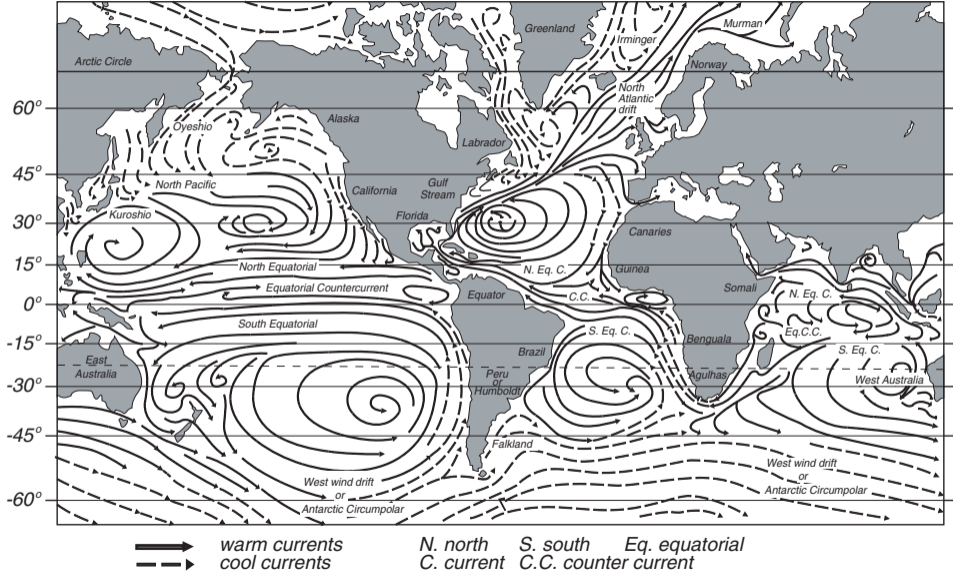 Greenland
Murman
Irminger
Arctic Circle
Norway
North
Atlantic
drift
60°
Alaska
Oyeshio
Labrador
45°
North Pacific
California
Gulf
Stream
Kuroshio
Florida
30°
Canaries
15°
North Equatorial
N. Eq. C.
Guinea
Somali
Equatorial Countercurrent
Equator
C.C.
N. Eq. C.
0°
South Equatorial
S. Eq. C.
Eq.C.C.
-15°
Benguala
Brazil
S. Eq. C.
East
Australia
Peru
or
Humboldt
Agulhas
West Australia
-30°
-45°
Falkland
West wind drift
or
Antarctic Circumpolar
West wind drift
or
Antarctic Circumpolar
-60°
warm currents N. north S. south Eq. equatorial
cool currents C. current C.C. counter current